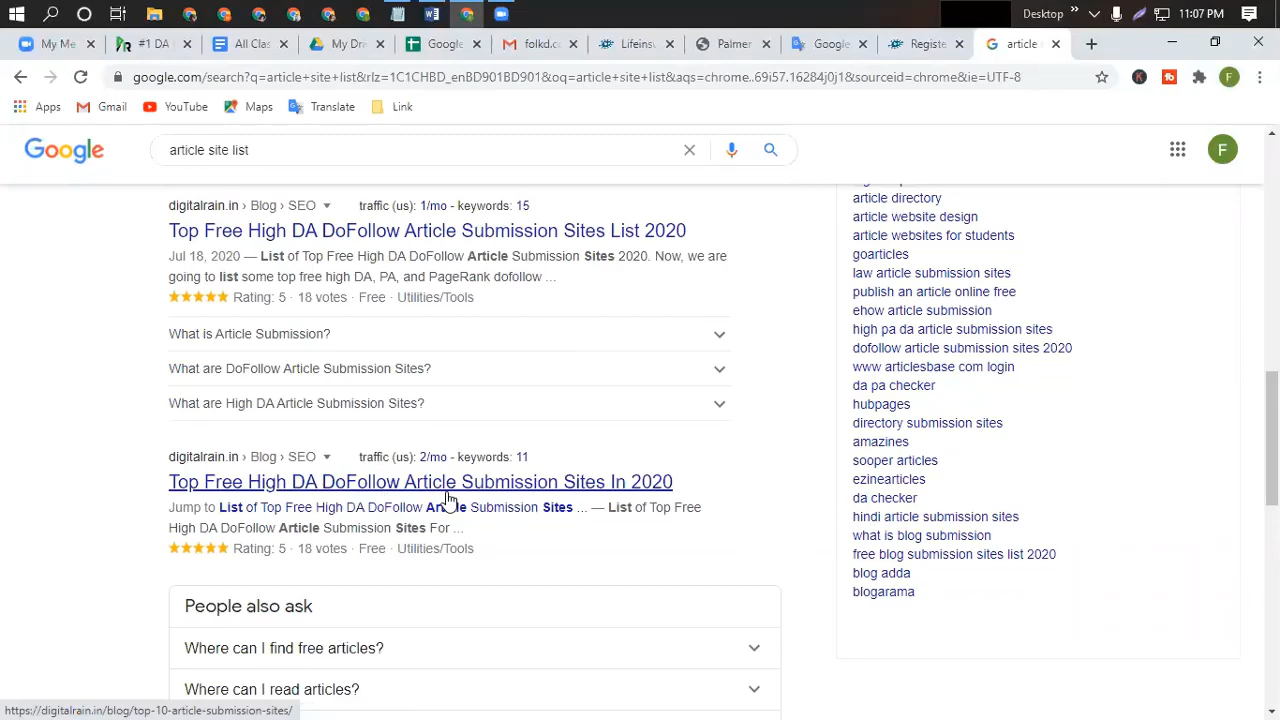 Desktop
11:07 PM
My Me
#1 DA
All Clas
My Dr
Google
folkd.c
Lifeins
Palmer
Google
Registe
article
google.com/search?q=article+site+list&rlz=1C1CHBD_enBD901BD901&oq=article+site+list&aqs=chrome.69i57.16284j0j1&sourceid=chrome&ie=UTF-8
Apps
Gmail
YouTube
Maps
Translate
Link
Google
article site list
F
digitalrain.in › Blog › SEO
traffic (us): 1/mo - keywords: 15
Top Free High DA DoFollow Article Submission Sites List 2020
Jul 18, 2020 — List of Top Free High DA DoFollow Article Submission Sites 2020. Now, we are
going to list some top free high DA, PA, and PageRank dofollow ...
Rating: 5 · 18 votes · Free · Utilities/Tools
What is Article Submission?
What are DoFollow Article Submission Sites?
What are High DA Article Submission Sites?
digitalrain.in › Blog › SEO
traffic (us): 2/mo - keywords: 11
Top Free High DA DoFollow Article Submission Sites In 2020
Jump to List of Top Free High DA DoFollow Article Submission Sites ... — List of Top Free
High DA DoFollow Article Submission Sites For ...
Rating: 5 · 18 votes · Free · Utilities/Tools
People also ask
Where can I find free articles?
Where can I read articles?
article directory
article website design
article websites for students
goarticles
law article submission sites
publish an article online free
ehow article submission
high pa da article submission sites
dofollow article submission sites 2020
www articlesbase com login
da pa checker
hubpages
directory submission sites
amazines
sooper articles
ezinearticles
da checker
hindi article submission sites
what is blog submission
free blog submission sites list 2020
blog adda
blogarama
https://digitalrain.in/blog/top-10-article-submission-sites/